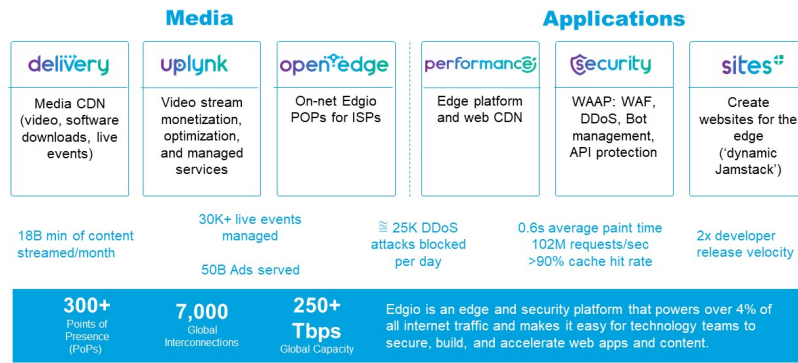 Media
Applications
delivery
Media CDN
(video, software
downloads, live
events)
uplynk
Video stream
monetization,
optimization,
and managed
services
open edge
On-net Edgio
POPs for ISPs
performance
Edge platform
and web CDN
security
WAAP: WAF,
DDoS, Bot
management,
API protection
sites
Create
websites for the
edge
(‘dynamic
Jamstack’)
18B min of content
streamed/month
30K+ live events
managed
50B Ads served
≅ 25K DDoS
attacks blocked
per day
0.6s average paint time
102M requests/sec
>90% cache hit rate
2x developer
release velocity
300+
Points of
Presence
(PoPs)
7,000
Global
Interconnections
250+
Tbps
Global Capacity
Edgio is an edge and security platform that powers over 4% of
all internet traffic and makes it easy for technology teams to
secure, build, and accelerate web apps and content.